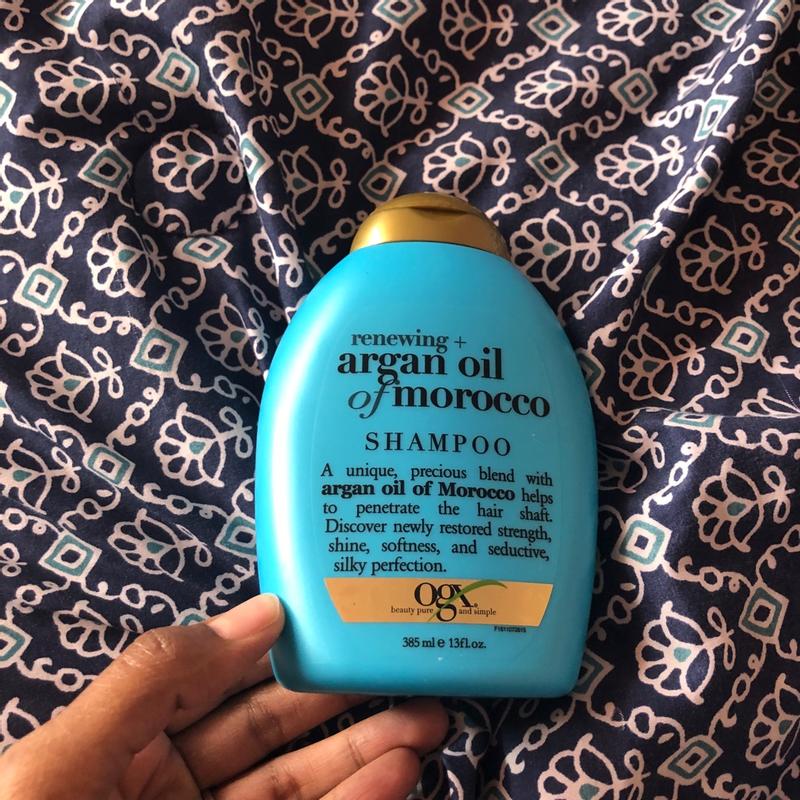 renewing +
argan oil
of morocco
SHAMPOO
A unique, precious blend with
argan oil of Morocco helps
to penetrate the hair shaft.
Discover newly restored strength,
shine, softness, and seductive,
silky perfection.
ogx
beauty pure and simple
385 ml e 13fl.oz.